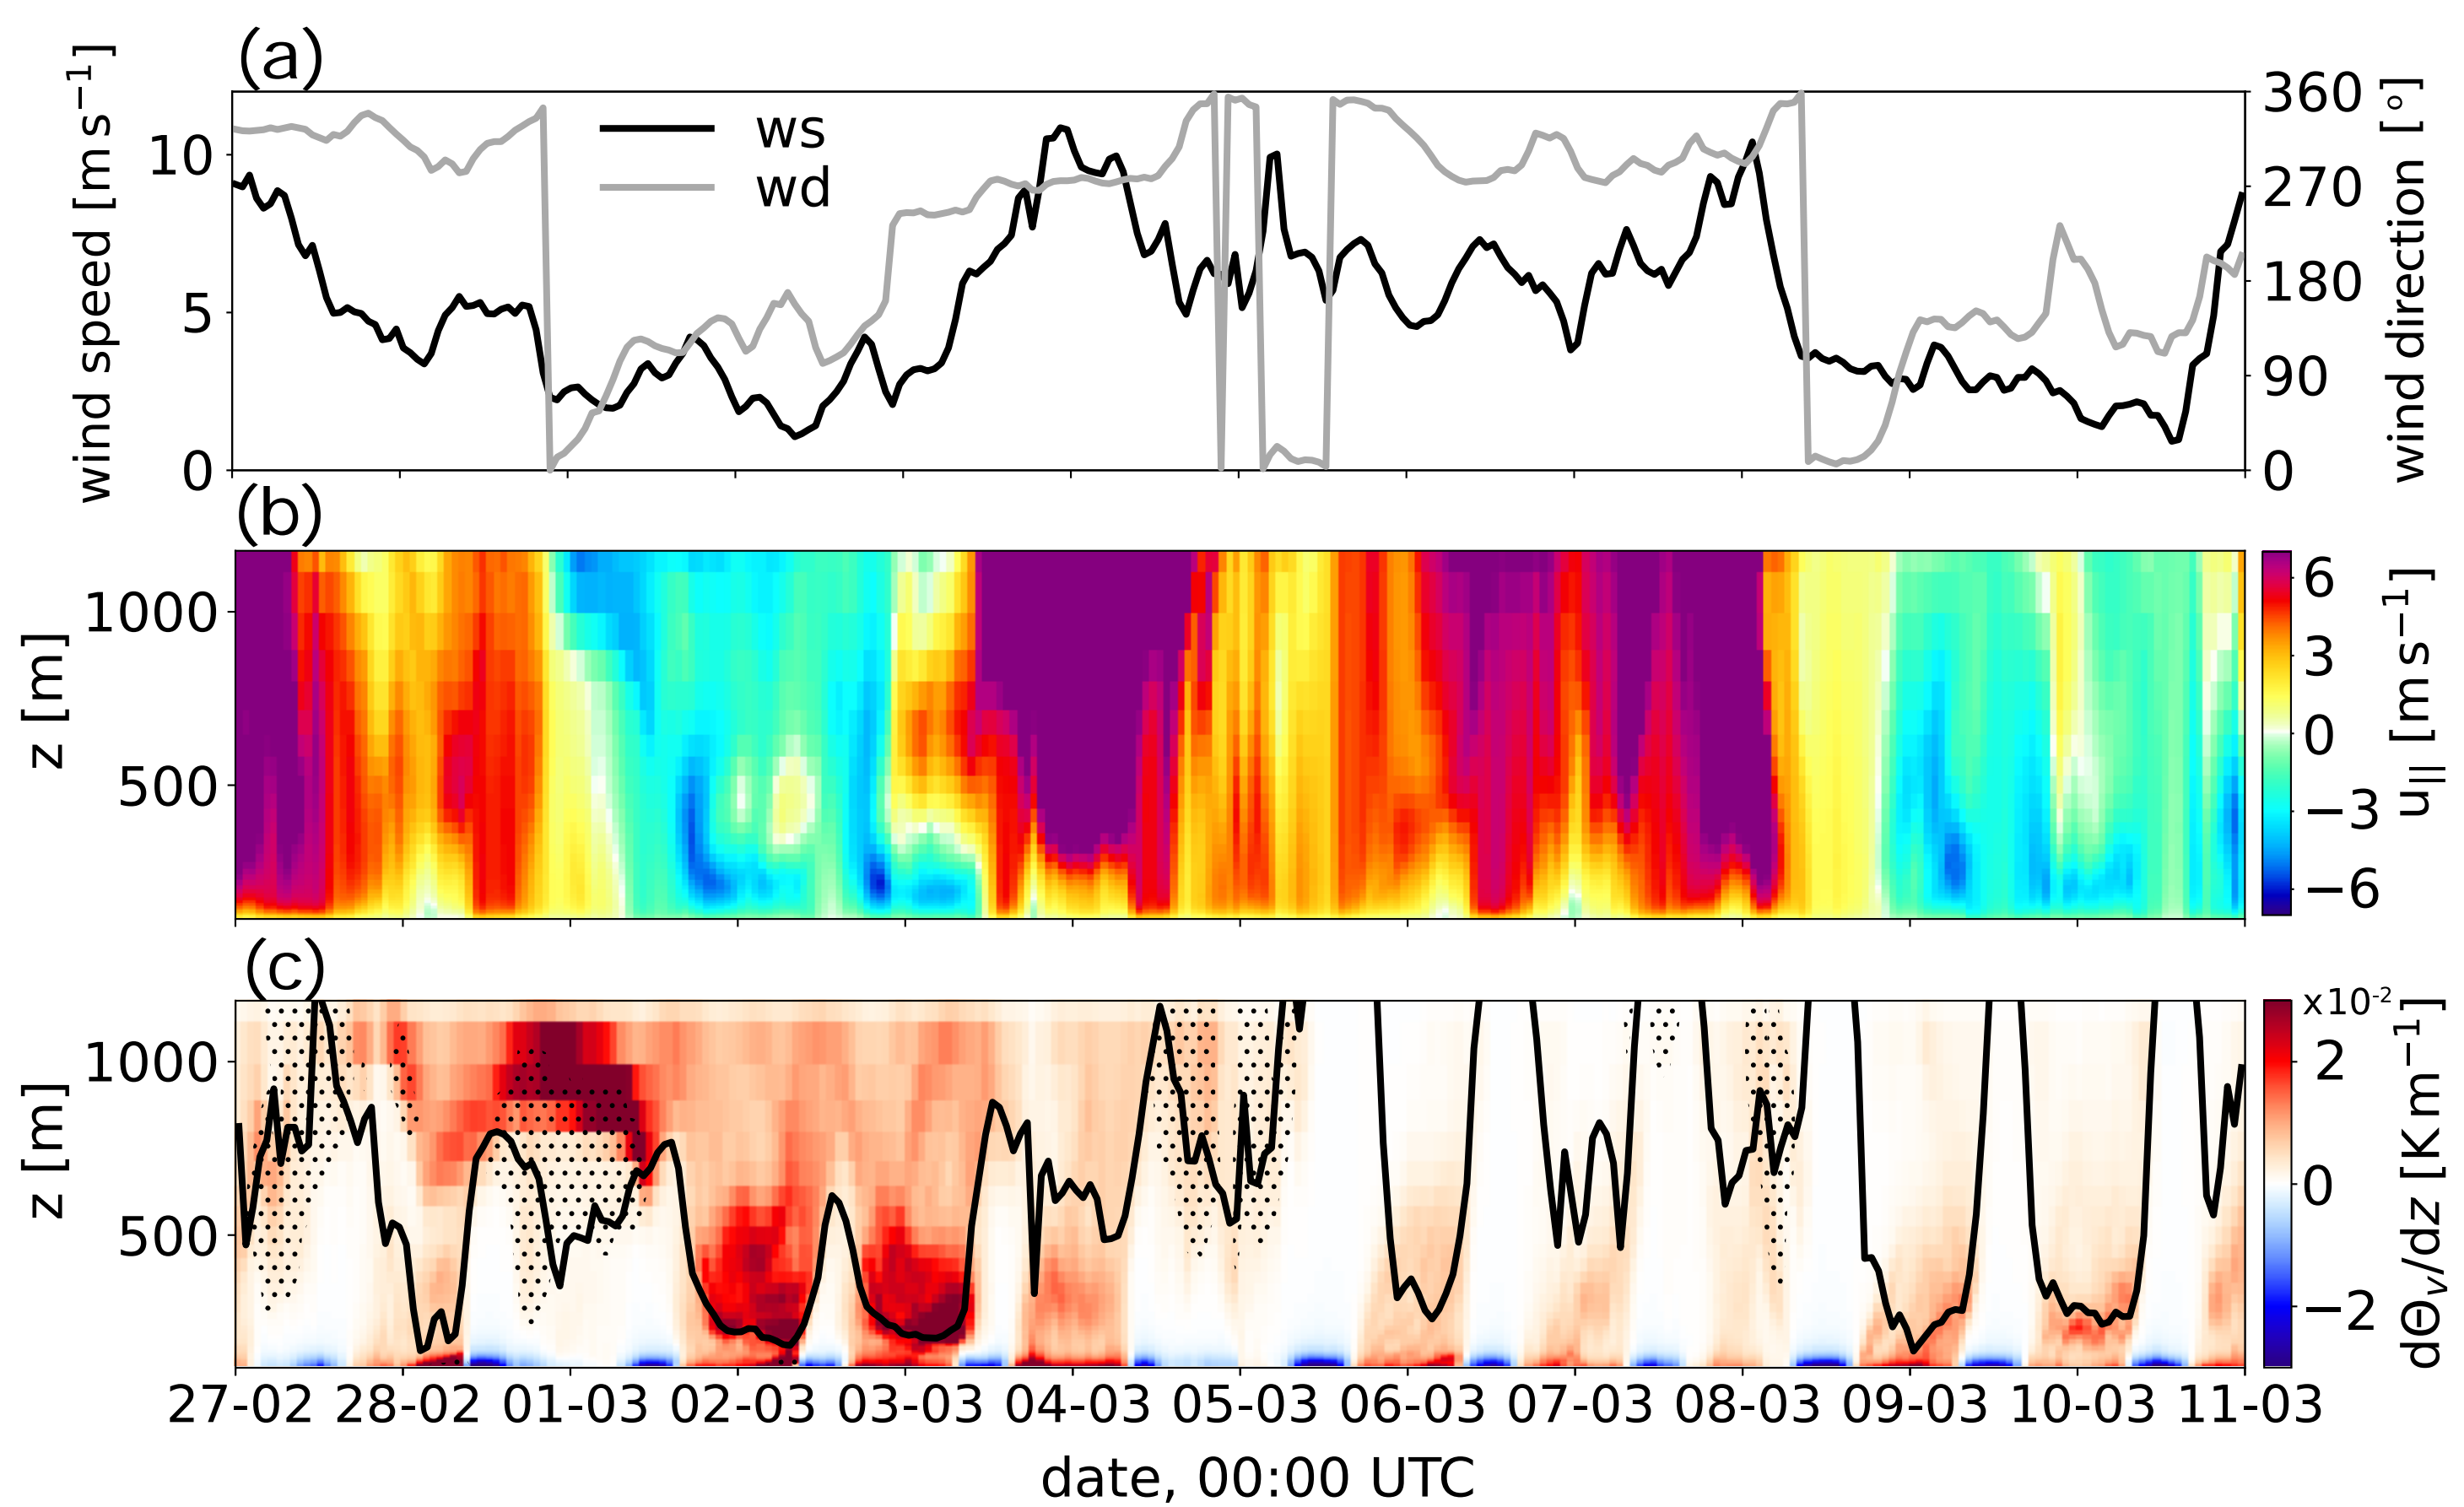 (a)
wind speed [m s⁻¹]
10
5
0
ws
wd
360
270
180
90
0
wind direction [°]
(b)
z [m]
1000
500
6
3
0
−3
−6
u|| [m s⁻¹]
(c)
z [m]
1000
500
x10⁻²
2
0
−2
dΘᵥ/dz [K m⁻¹]
27-02 28-02 01-03 02-03 03-03 04-03 05-03 06-03 07-03 08-03 09-03 10-03 11-03
date, 00:00 UTC